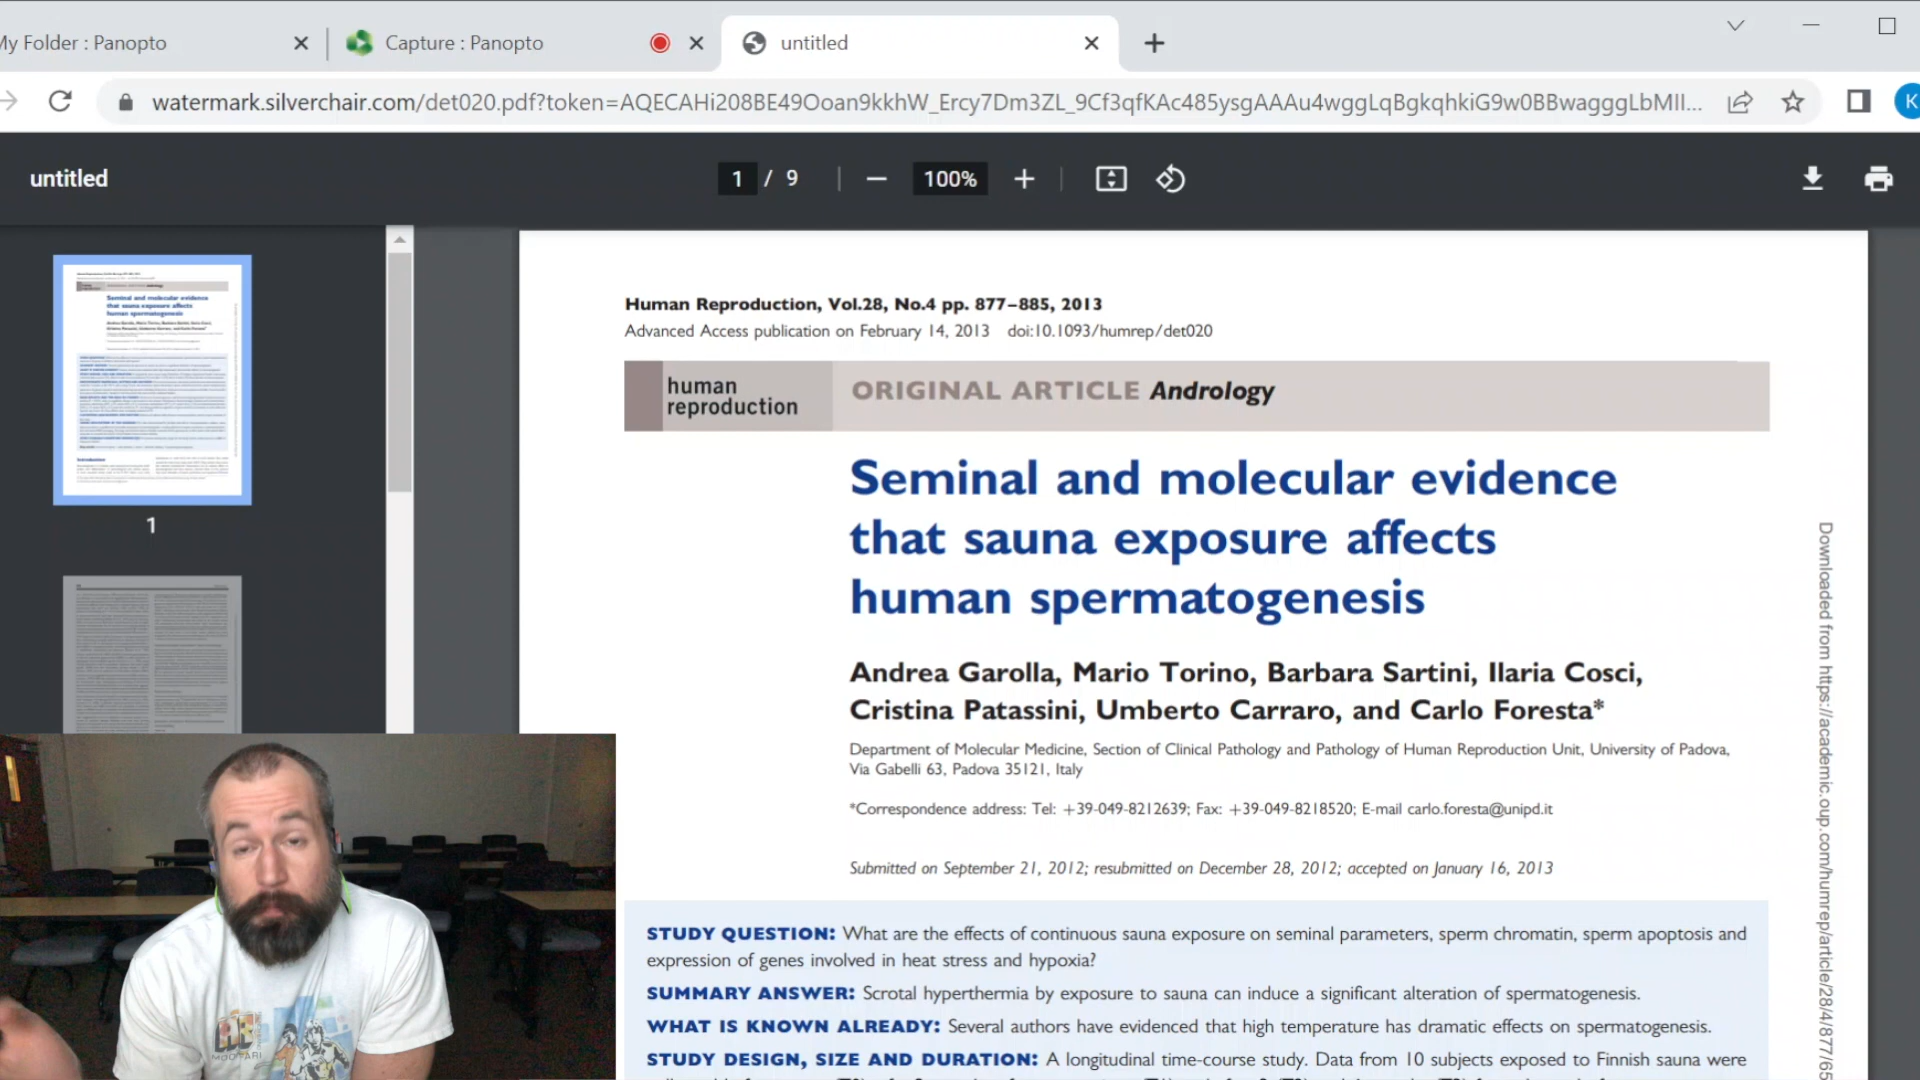 My Folder : Panopto
Capture : Panopto
untitled
watermark.silverchair.com/det020.pdf?token=AQECAHi208BE49Ooan9kkhW_Ercy7Dm3ZL_9Cf3qfKAc485ysgAAAu4wggLqBgkqhkiG9w0BBwagggLbMII...
K
untitled
1 / 9
100%
Human Reproduction, Vol.28, No.4 pp. 877–885, 2013
Advanced Access publication on February 14, 2013 doi:10.1093/humrep/det020
human
reproduction
ORIGINAL ARTICLE Andrology
Seminal and molecular evidence
that sauna exposure affects
human spermatogenesis
1
Andrea Garolla, Mario Torino, Barbara Sartini, Ilaria Cosci,
Cristina Patassini, Umberto Carraro, and Carlo Foresta*
Department of Molecular Medicine, Section of Clinical Pathology and Pathology of Human Reproduction Unit, University of Padova,
Via Gabelli 63, Padova 35121, Italy
*Correspondence address: Tel: +39-049-8212639; Fax: +39-049-8218520; E-mail carlo.foresta@unipd.it
Submitted on September 21, 2012; resubmitted on December 28, 2012; accepted on January 16, 2013
STUDY QUESTION: What are the effects of continuous sauna exposure on seminal parameters, sperm chromatin, sperm apoptosis and
expression of genes involved in heat stress and hypoxia?
SUMMARY ANSWER: Scrotal hyperthermia by exposure to sauna can induce a significant alteration of spermatogenesis.
WHAT IS KNOWN ALREADY: Several authors have evidenced that high temperature has dramatic effects on spermatogenesis.
STUDY DESIGN, SIZE AND DURATION: A longitudinal time-course study. Data from 10 subjects exposed to Finnish sauna were
Downloaded from https://academic.oup.com/humrep/article/28/4/877/65